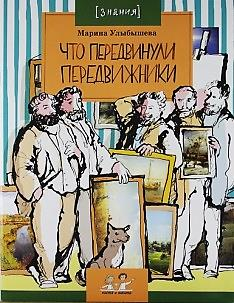 [знания]
Марина Улыбышева
ЧТО ПЕРЕДВИНУЛИ
ПЕРЕДВИЖНИКИ